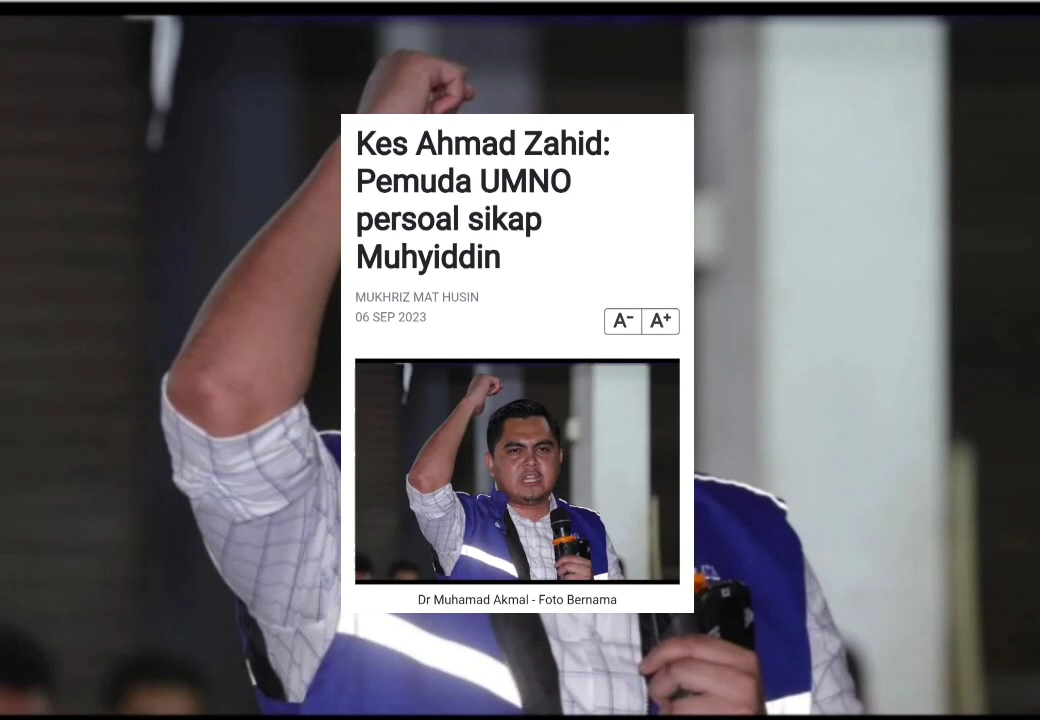 Kes Ahmad Zahid:
Pemuda UMNO
persoal sikap
Muhyiddin
MUKHRIZ MAT HUSIN
06 SEP 2023
A- A+
Dr Muhamad Akmal - Foto Bernama